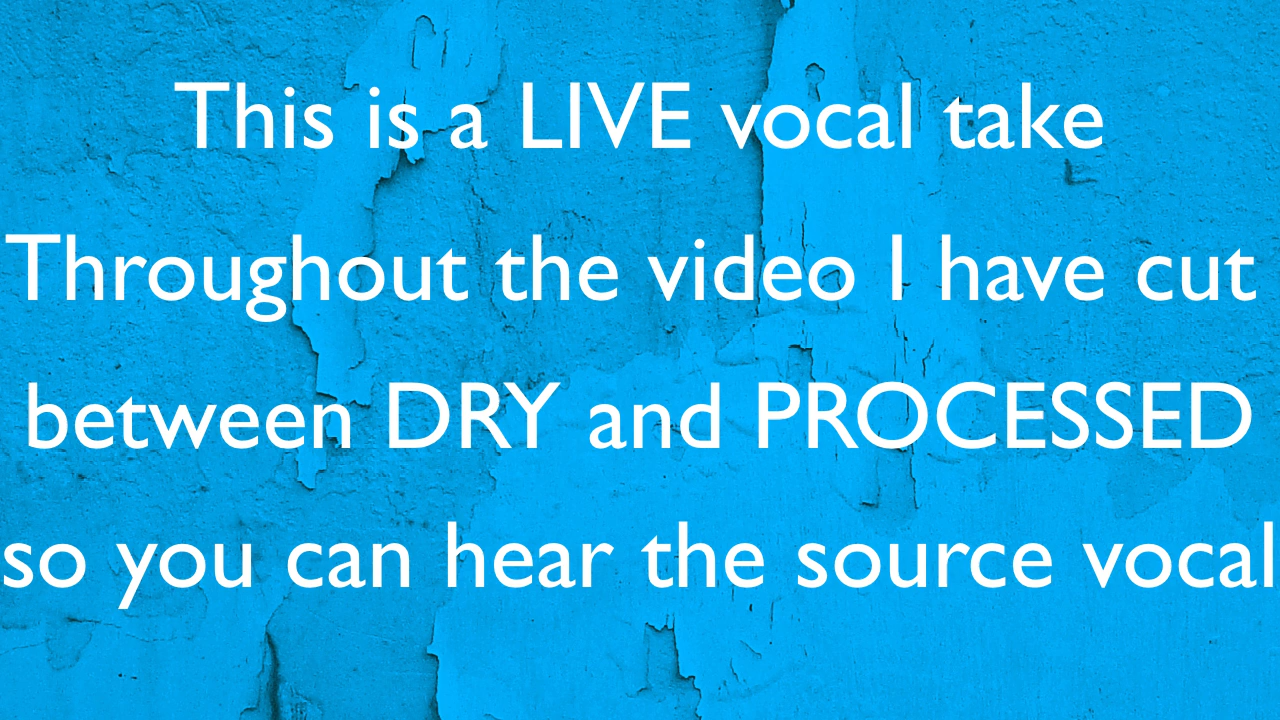 This is a LIVE vocal take
Throughout the video I have cut
between DRY and PROCESSED
so you can hear the source vocal